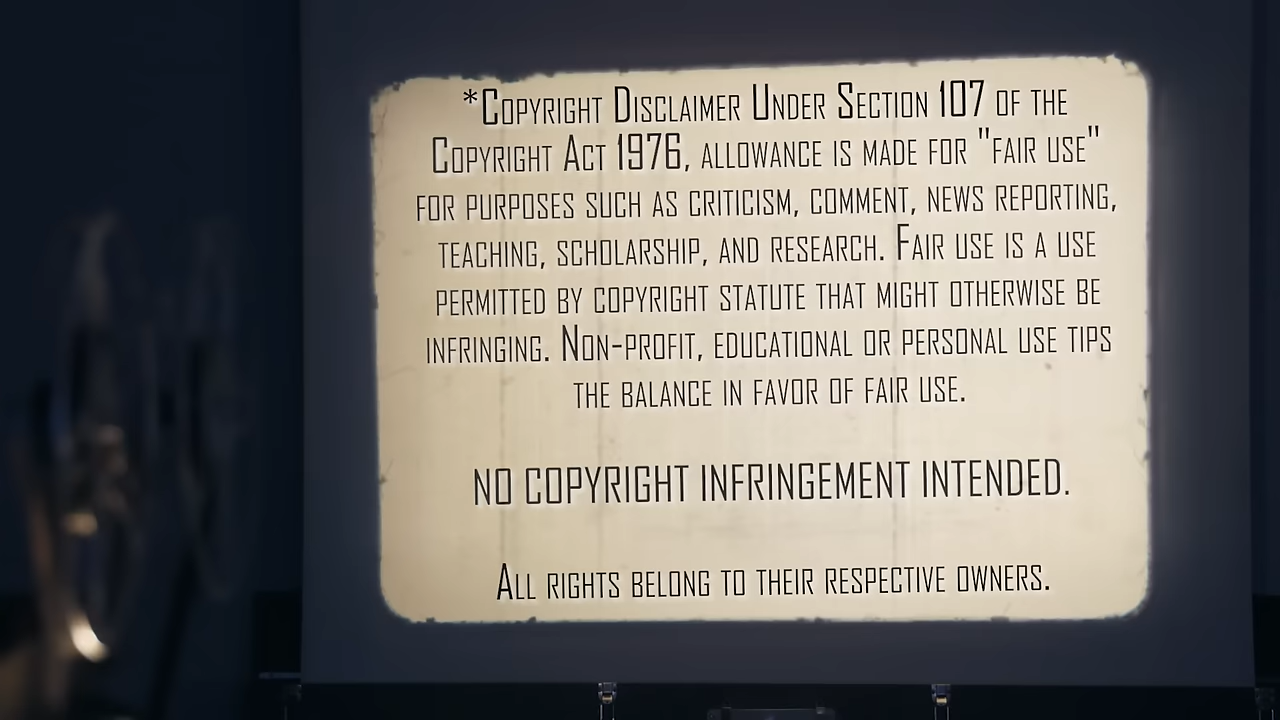 *Copyright Disclaimer Under Section 107 of the
Copyright Act 1976, allowance is made for "fair use"
for purposes such as criticism, comment, news reporting,
teaching, scholarship, and research. Fair use is a use
permitted by copyright statute that might otherwise be
infringing. Non-profit, educational or personal use tips
the balance in favor of fair use.
NO COPYRIGHT INFRINGEMENT INTENDED.
All rights belong to their respective owners.